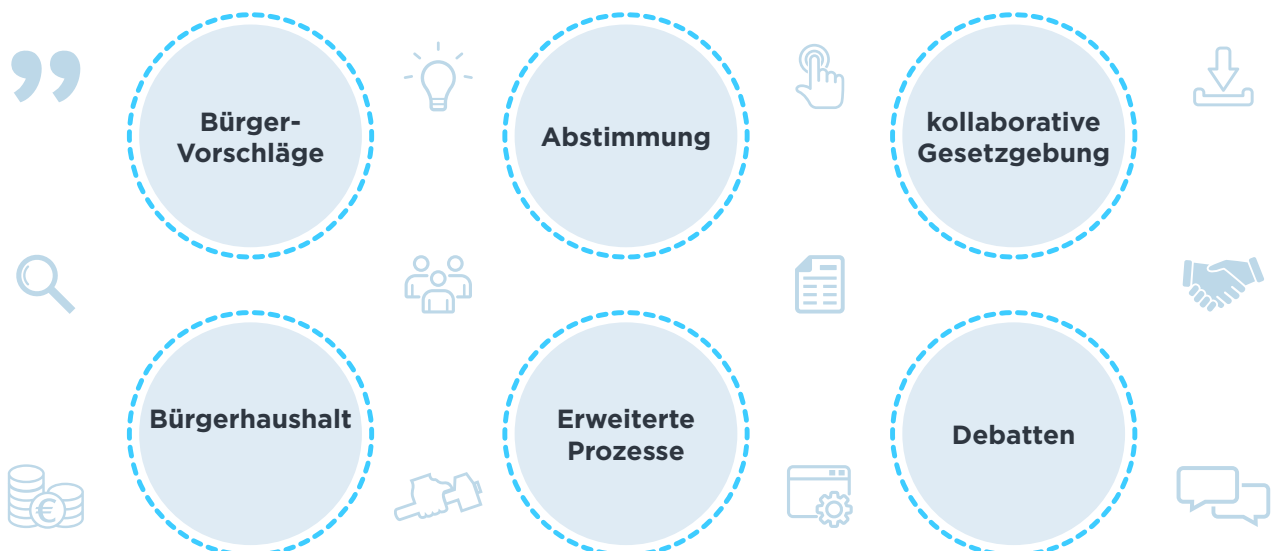 Bürger-
Vorschläge
Abstimmung
kollaborative
Gesetzgebung
Bürgerhaushalt
Erweiterte
Prozesse
Debatten